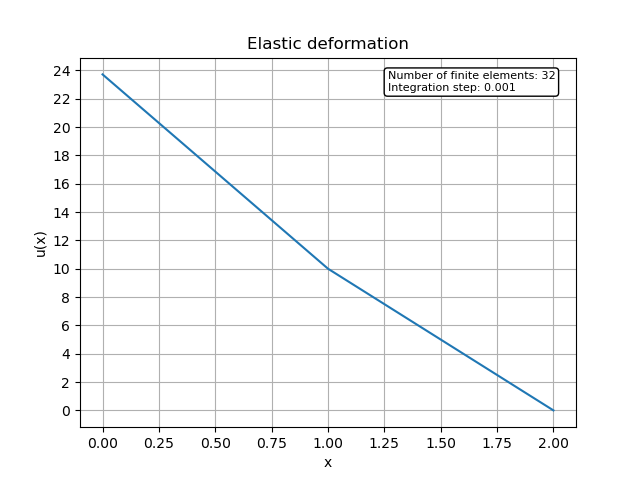 Elastic deformation
Number of finite elements: 32
Integration step: 0.001
u(x)
24
22
20
18
16
14
12
10
8
6
4
2
0
0.00 0.25 0.50 0.75 1.00 1.25 1.50 1.75 2.00
x